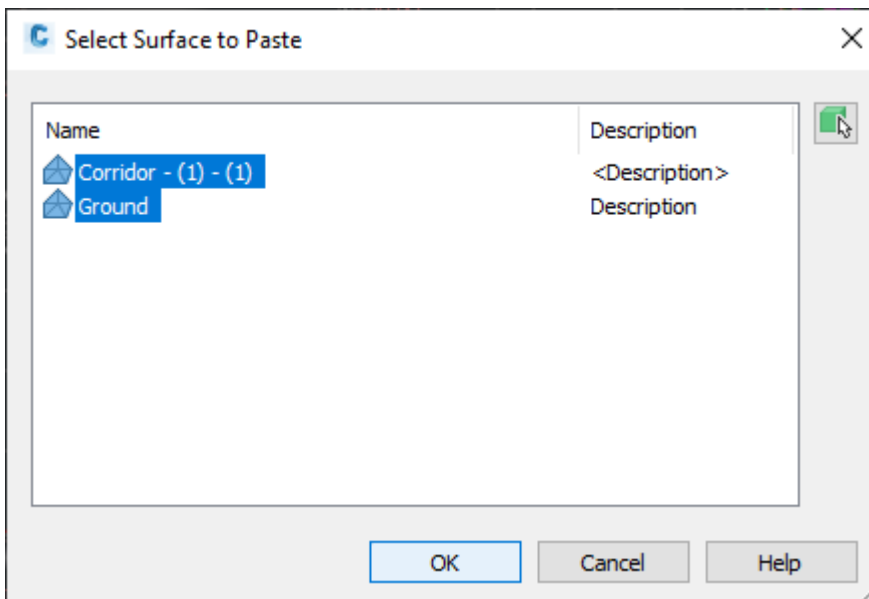 Select Surface to Paste
Name Description
Corridor - (1) - (1) <Description>
Ground Description
OK Cancel Help